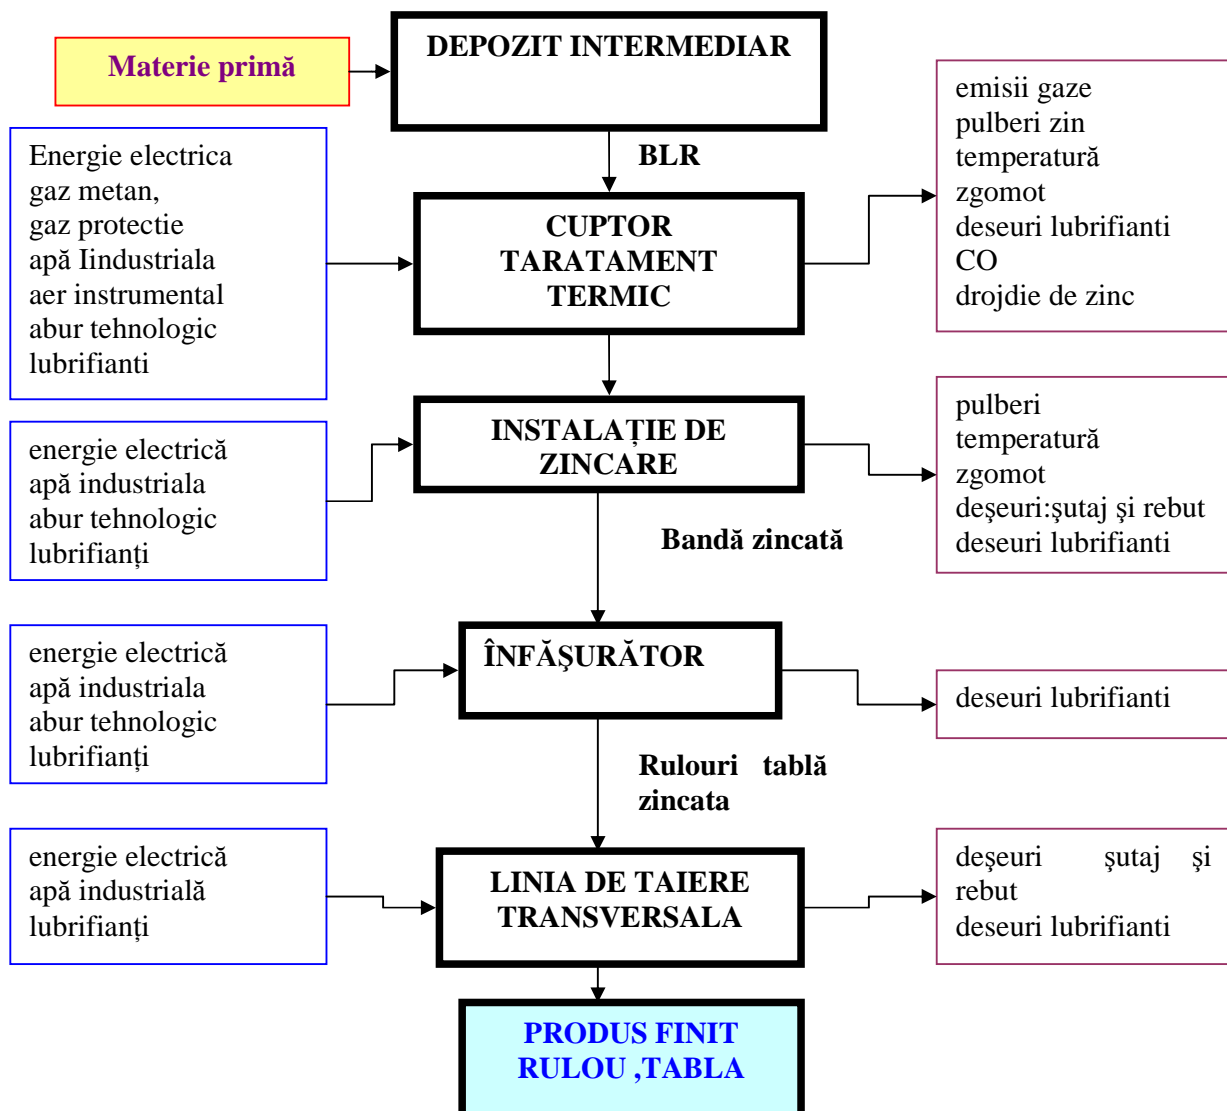 DEPOZIT INTERMEDIAR
Materie primă
BLR
Energie electrica
gaz metan,
gaz protectie
apă Iindustriala
aer instrumental
abur tehnologic
lubrifianti
CUPTOR
TARATAMENT
TERMIC
emisii gaze
pulberi zin
temperatură
zgomot
deseuri lubrifianti
CO
drojdie de zinc
energie electrică
apă industriala
abur tehnologic
lubrifianți
INSTALAȚIE DE
ZINCARE
pulberi
temperatură
zgomot
deşeuri:şutaj şi rebut
deseuri lubrifianti
Bandă zincată
energie electrică
apă industriala
abur tehnologic
lubrifianți
ÎNFĂŞURĂTOR
deseuri lubrifianti
Rulouri tablă
zincata
energie electrică
apă industrială
lubrifianți
LINIA DE TAIERE
TRANSVERSALA
deşeuri şutaj şi
rebut
deseuri lubrifianti
PRODUS FINIT
RULOU ,TABLA